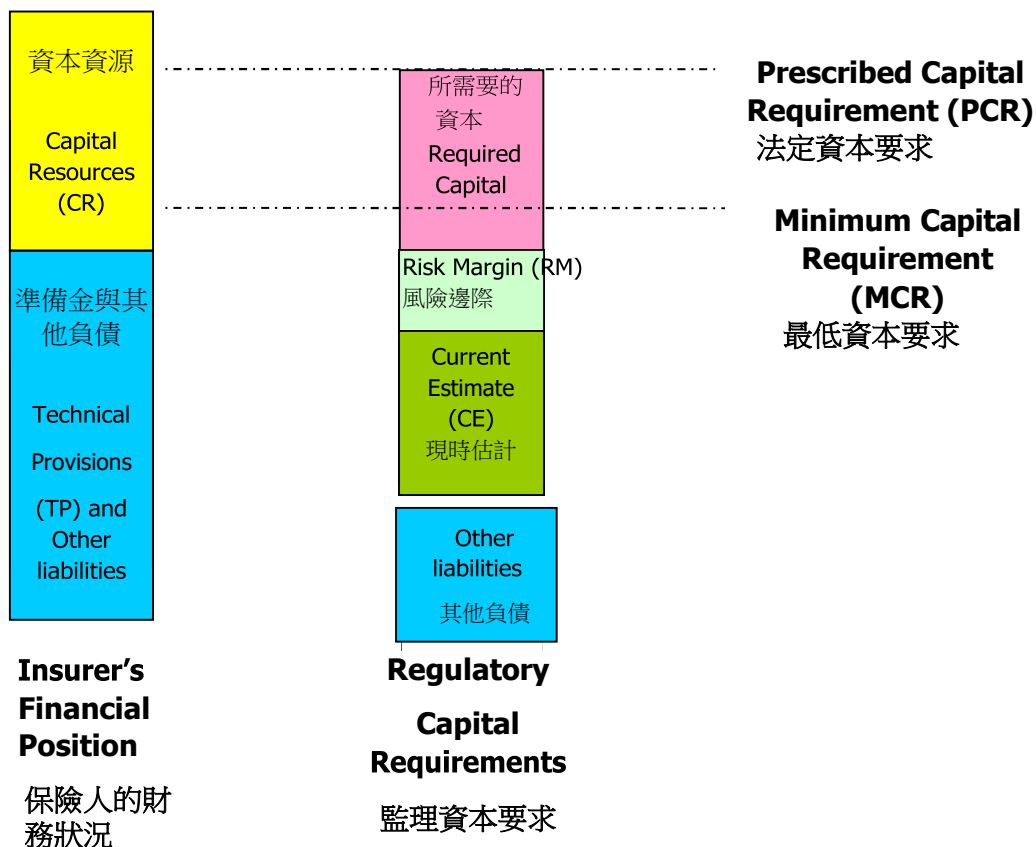 資本資源
Capital
Resources
(CR)
準備金與其
他負債
Technical
Provisions
(TP) and
Other
liabilities
Insurer’s
Financial
Position
保險人的財
務狀況
所需要的
資本
Required
Capital
Risk Margin (RM)
風險邊際
Current
Estimate
(CE)
現時估計
Other
liabilities
其他負債
Regulatory
Capital
Requirements
監理資本要求
Prescribed Capital
Requirement (PCR)
法定資本要求
Minimum Capital
Requirement
(MCR)
最低資本要求